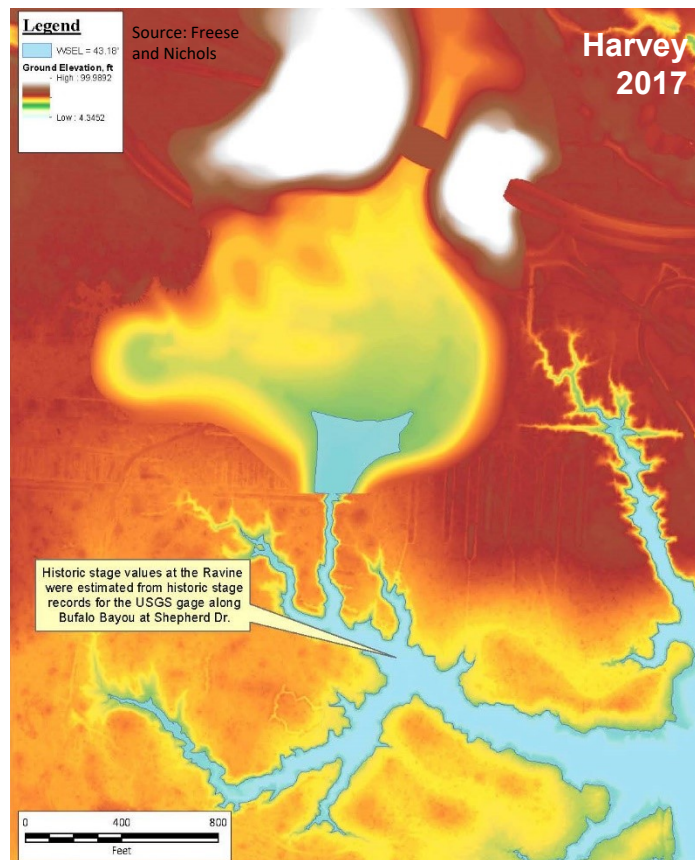 Legend
WSEL = 43.18'
Ground Elevation, ft
High : 99.9892
Low : 4.3452
Source: Freese
and Nichols
Harvey
2017
Historic stage values at the Ravine
were estimated from historic stage
records for the USGS gage along
Bufalo Bayou at Shepherd Dr.
0 400 800
Feet